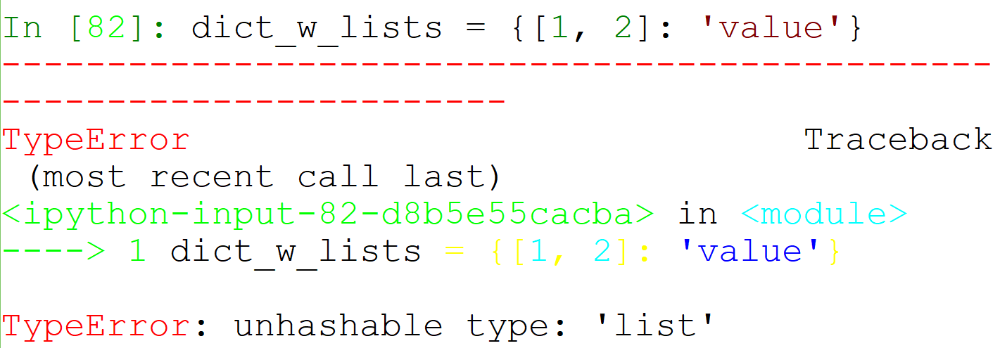 In [82]: dict_w_lists = {[1, 2]: 'value'}
-----------------------------------------------
------------------------
TypeError                             Traceback
 (most recent call last)
<ipython-input-82-d8b5e55cacba> in <module>
----> 1 dict_w_lists = {[1, 2]: 'value'}

TypeError: unhashable type: 'list'